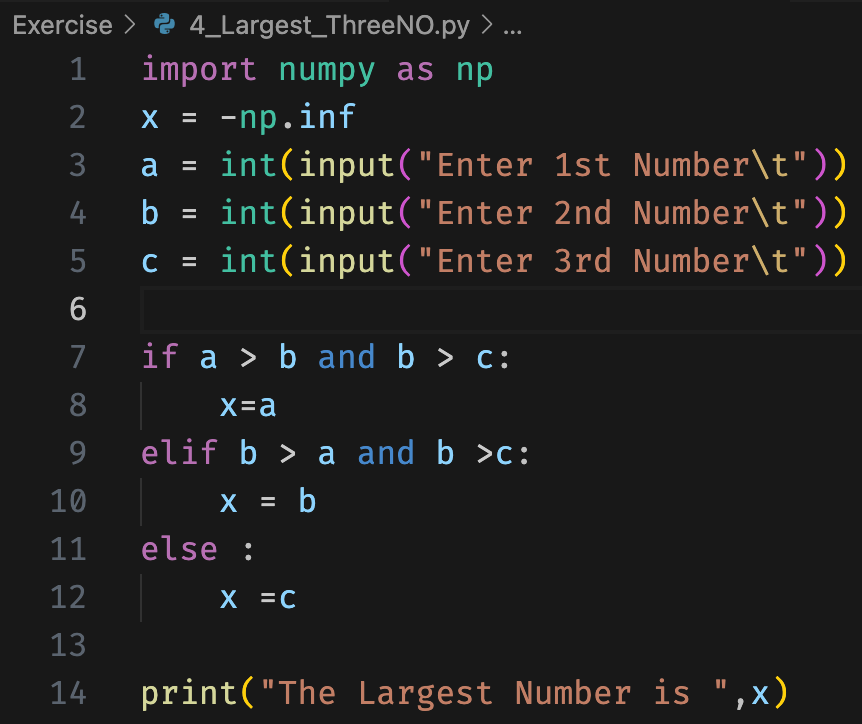 Exercise > 4_Largest_ThreeNO.py > ...
1 import numpy as np
2 x = -np.inf
3 a = int(input("Enter 1st Number\t"))
4 b = int(input("Enter 2nd Number\t"))
5 c = int(input("Enter 3rd Number\t"))
6
7 if a > b and b > c:
8     x=a
9 elif b > a and b >c:
10     x = b
11 else :
12     x =c
13
14 print("The Largest Number is ",x)